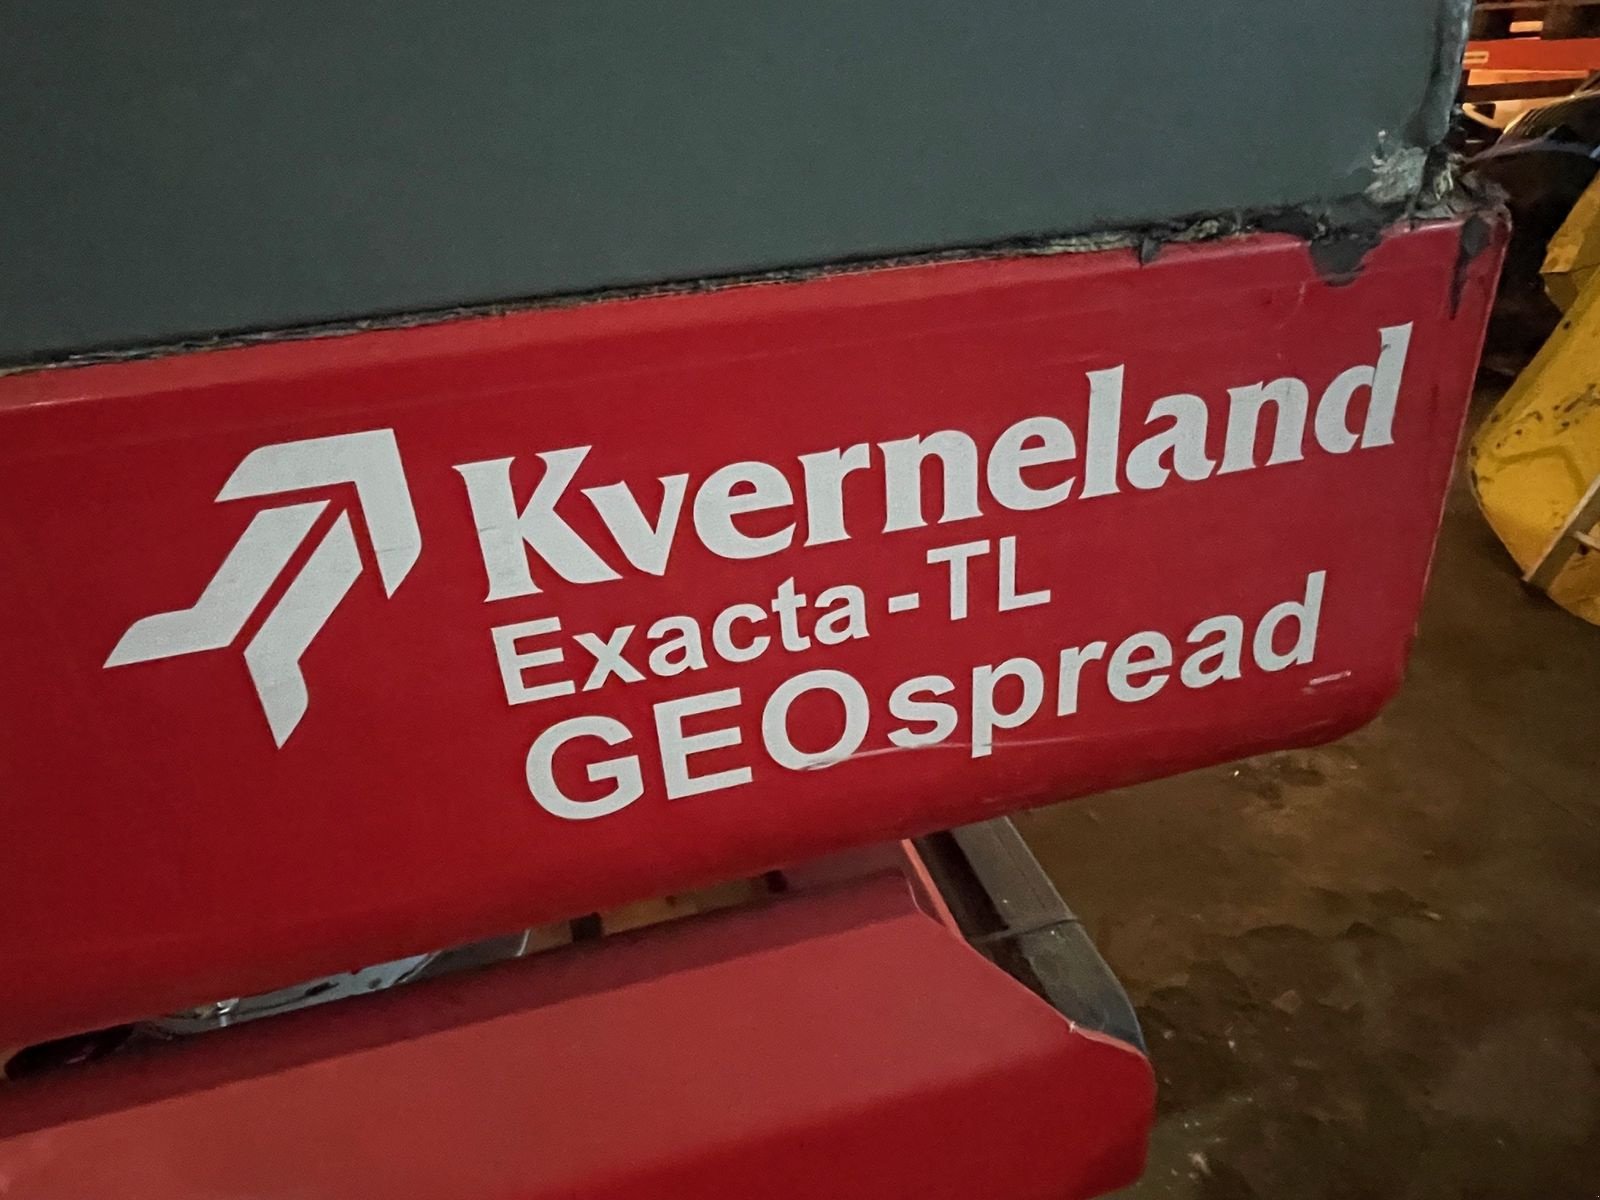 Kverneland
Exacta-TL
GEOspread